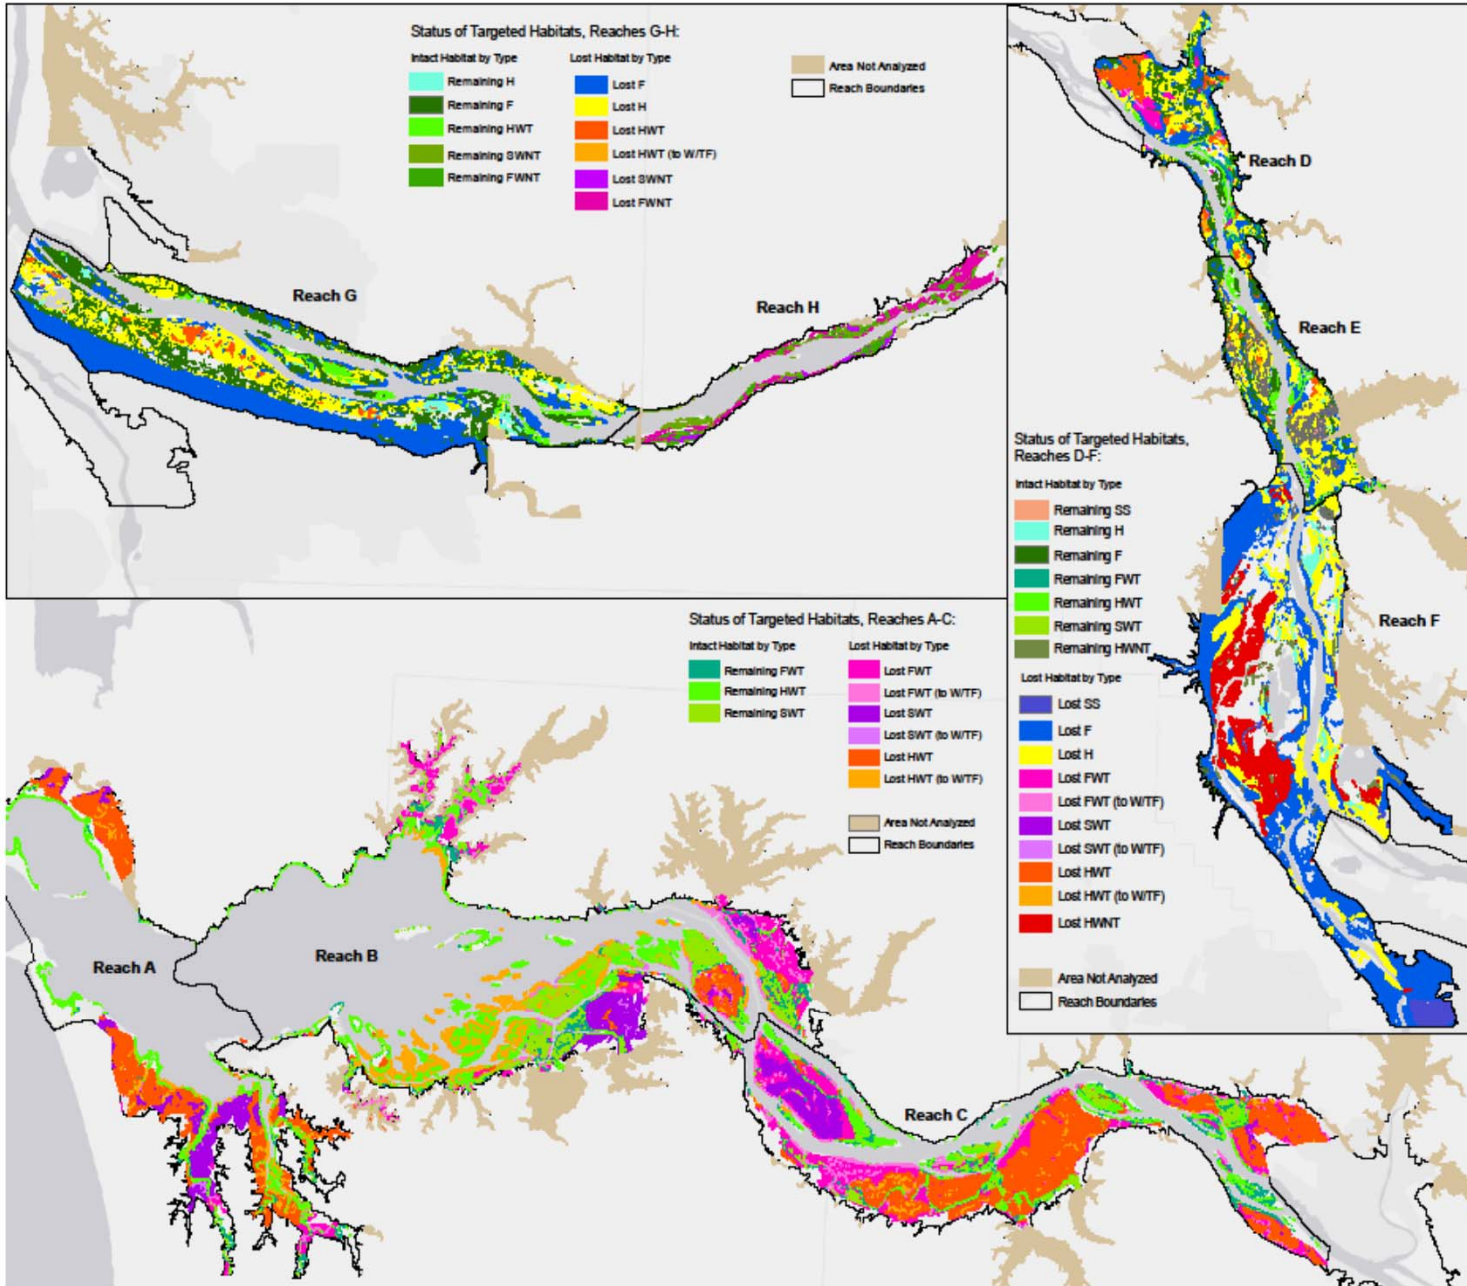 Status of Targeted Habitats, Reaches G-H:
Intact Habitat by Type
Remaining H
Remaining F
Remaining HWT
Remaining SWNT
Remaining FWNT
Lost Habitat by Type
Lost F
Lost H
Lost HWT
Lost HWT (to W/TF)
Lost SWNT
Lost FWNT
Area Not Analyzed
Reach Boundaries
Reach G
Reach H
Reach D
Reach E
Reach F
Status of Targeted Habitats,
Reaches D-F:
Intact Habitat by Type
Remaining SS
Remaining H
Remaining F
Remaining FWT
Remaining HWT
Remaining SWT
Remaining HWNT
Lost Habitat by Type
Lost SS
Lost F
Lost H
Lost FWT
Lost FWT (to W/TF)
Lost SWT
Lost SWT (to W/TF)
Lost HWT
Lost HWT (to W/TF)
Lost HWNT
Area Not Analyzed
Reach Boundaries
Status of Targeted Habitats, Reaches A-C:
Intact Habitat by Type
Remaining FWT
Remaining HWT
Remaining SWT
Lost Habitat by Type
Lost FWT
Lost FWT (to W/TF)
Lost SWT
Lost SWT (to W/TF)
Lost HWT
Lost HWT (to W/TF)
Area Not Analyzed
Reach Boundaries
Reach A
Reach B
Reach C